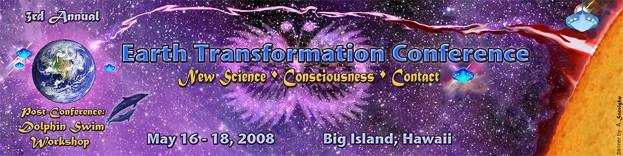 3rd Annual
Earth Transformation Conference
New Science • Consciousness • Contact
Post Conference:
Dolphin Swim
Workshop
May 16 - 18, 2008
Big Island, Hawaii